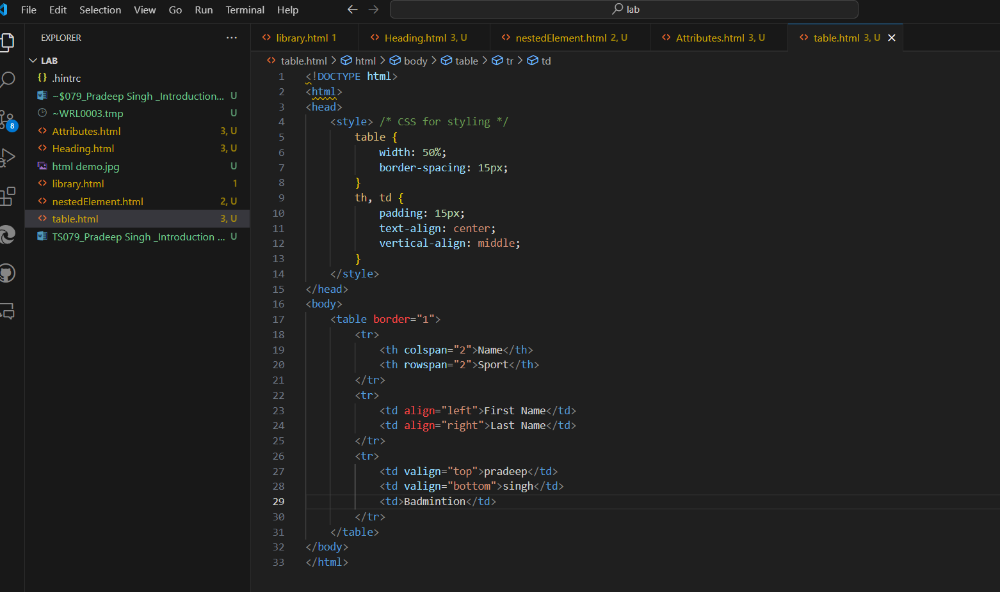 File Edit Selection View Go Run Terminal Help
lab
EXPLORER
LAB
.hintrc
~$079_Pradeep Singh _Introduction... U
~WRL0003.tmp U
Attributes.html 3, U
Heading.html 3, U
html demo.jpg U
library.html 1
nestedElement.html 2, U
table.html 3, U
TS079_Pradeep Singh _Introduction ... U
8
library.html 1
Heading.html 3, U
nestedElement.html 2, U
Attributes.html 3, U
table.html 3, U
table.html > html > body > table > tr > td
1 <!DOCTYPE html>
2 <html>
3 <head>
4 <style> /* CSS for styling */
5 table {
6 width: 50%;
7 border-spacing: 15px;
8 }
9 th, td {
10 padding: 15px;
11 text-align: center;
12 vertical-align: middle;
13 }
14 </style>
15 </head>
16 <body>
17 <table border="1">
18 <tr>
19 <th colspan="2">Name</th>
20 <th rowspan="2">Sport</th>
21 </tr>
22 <tr>
23 <td align="left">First Name</td>
24 <td align="right">Last Name</td>
25 </tr>
26 <tr>
27 <td valign="top">pradeep</td>
28 <td valign="bottom">singh</td>
29 <td>Badmintion</td>
30 </tr>
31 </table>
32 </body>
33 </html>